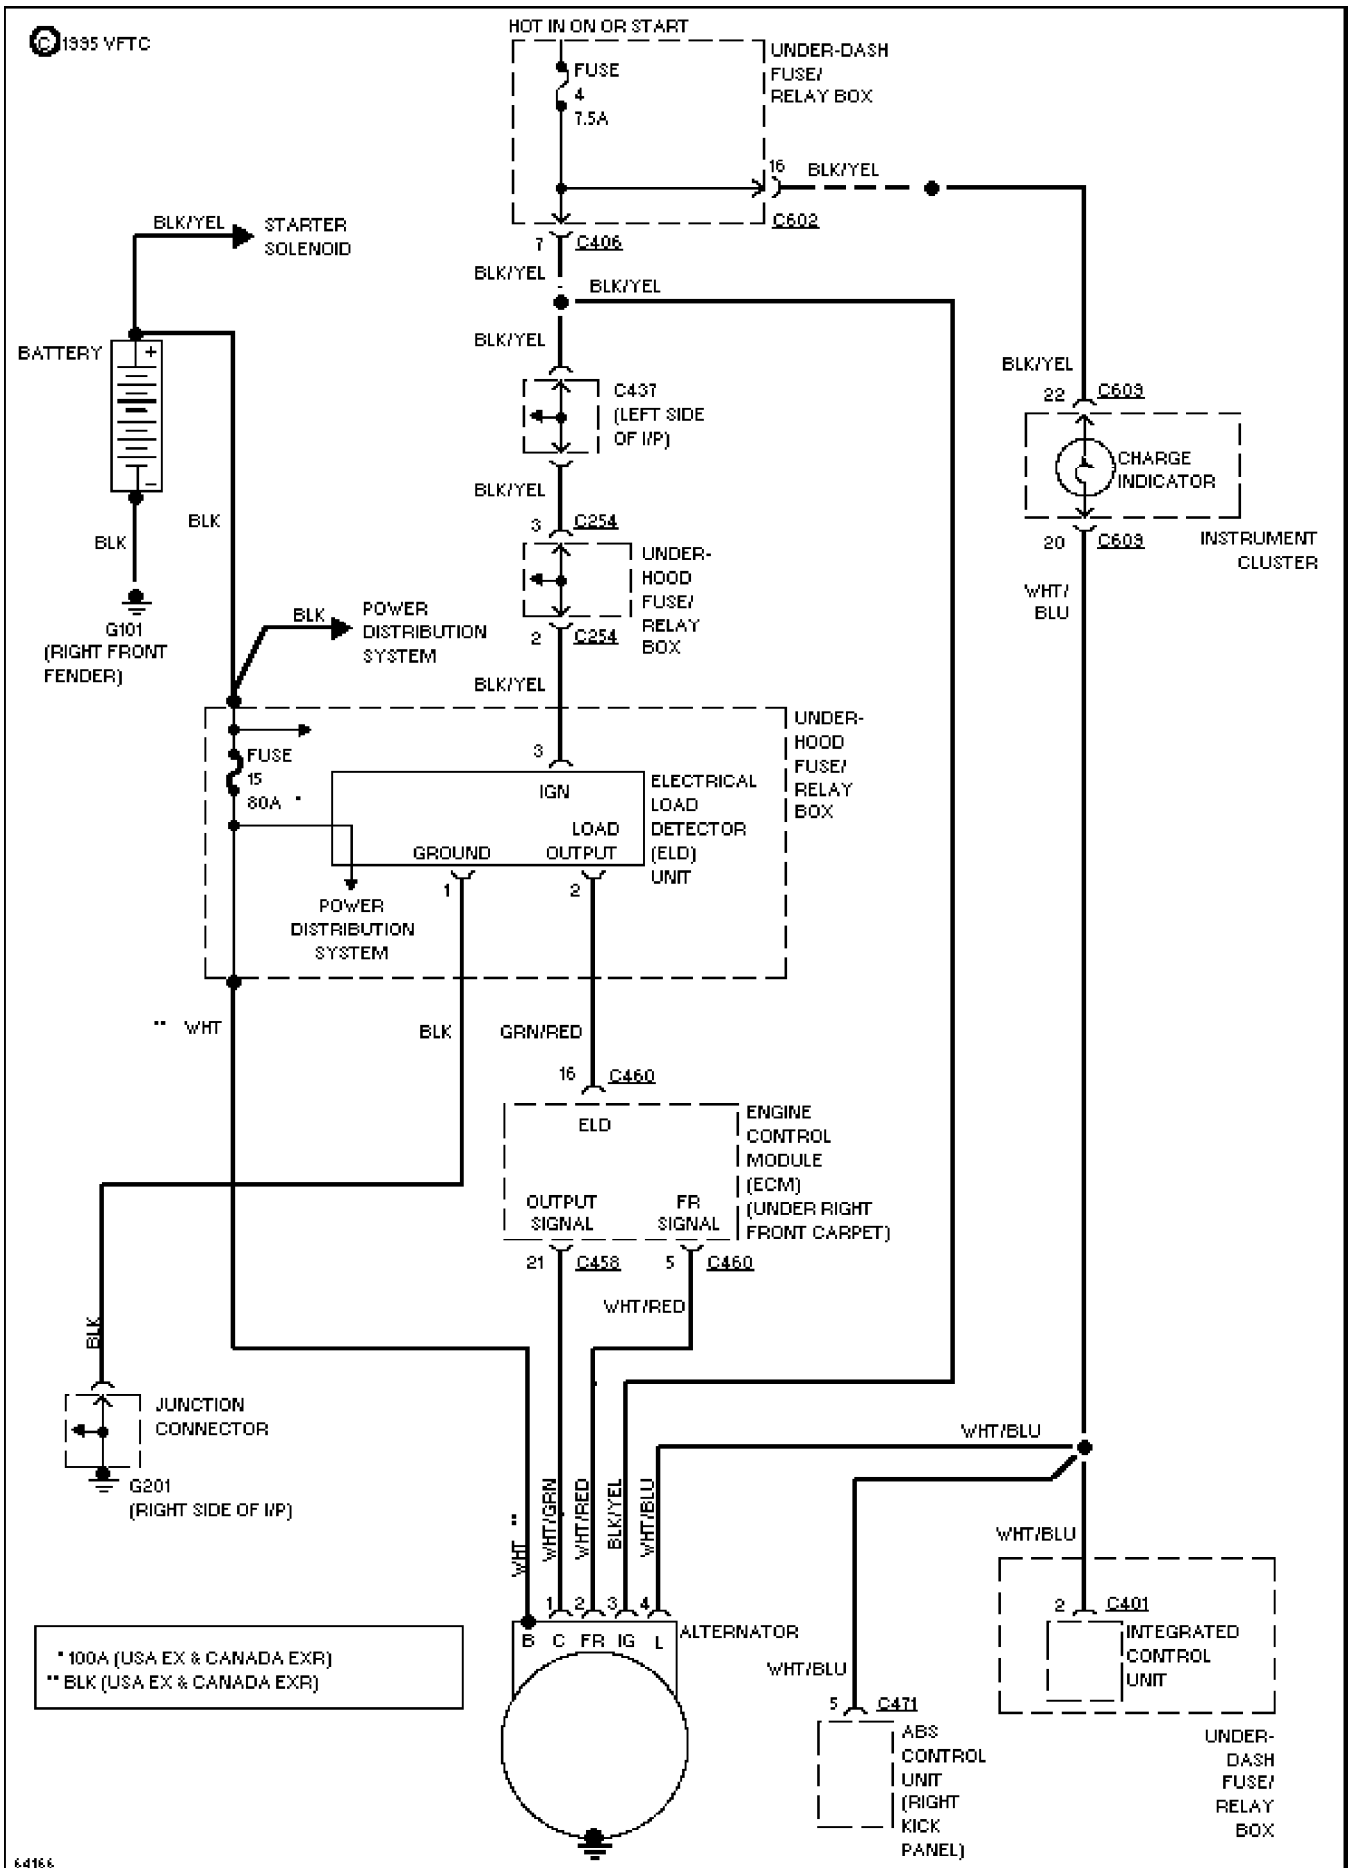 © 1995 VFTC
HOT IN ON OR START
UNDER-DASH
FUSE/
RELAY BOX
FUSE
4
7.5A
16
BLK/YEL
C602
7
C406
BLK/YEL
BLK/YEL
BLK/YEL
STARTER
SOLENOID
BLK/YEL
BATTERY
+
-
BLK
BLK
G101
(RIGHT FRONT
FENDER)
C437
(LEFT SIDE
OF I/P)
BLK/YEL
3
C254
UNDER-
HOOD
FUSE/
RELAY
BOX
2
C254
BLK/YEL
BLK/YEL
22
C609
CHARGE
INDICATOR
20
C609
INSTRUMENT
CLUSTER
WHT/
BLU
BLK
POWER
DISTRIBUTION
SYSTEM
UNDER-
HOOD
FUSE/
RELAY
BOX
FUSE
15
80A *
3
IGN
LOAD
GROUND
OUTPUT
ELECTRICAL
LOAD
DETECTOR
(ELD)
UNIT
1
2
POWER
DISTRIBUTION
SYSTEM
** WHT
BLK
GRN/RED
16
C460
ELD
ENGINE
CONTROL
MODULE
(ECM)
(UNDER RIGHT
FRONT CARPET)
OUTPUT
SIGNAL
FR
SIGNAL
21
C458
5
C460
WHT/RED
BLK
JUNCTION
CONNECTOR
G201
(RIGHT SIDE OF I/P)
WHT/BLU
WHT **
WHT/GRN
WHT/RED
BLK/YEL
WHT/BLU
WHT/BLU
1
2
3
4
B
C
FR
IG
L
ALTERNATOR
2
C401
INTEGRATED
CONTROL
UNIT
* 100A (USA EX & CANADA EXR)
** BLK (USA EX & CANADA EXR)
WHT/BLU
5
C471
ABS
CONTROL
UNIT
(RIGHT
KICK
PANEL)
UNDER-
DASH
FUSE/
RELAY
BOX
64166